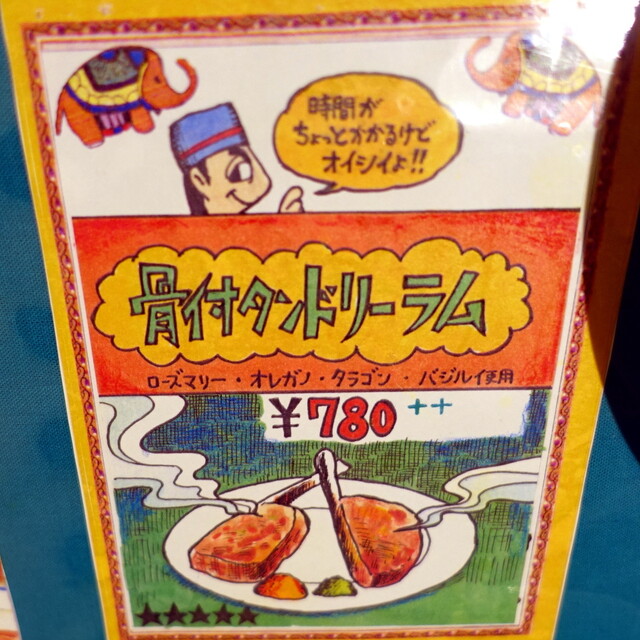 時間が
ちょっとかかるけど
オイシイよ!!
骨付タンドリーラム
ローズマリー・オレガノ・タラゴン・バジル使用
¥780++